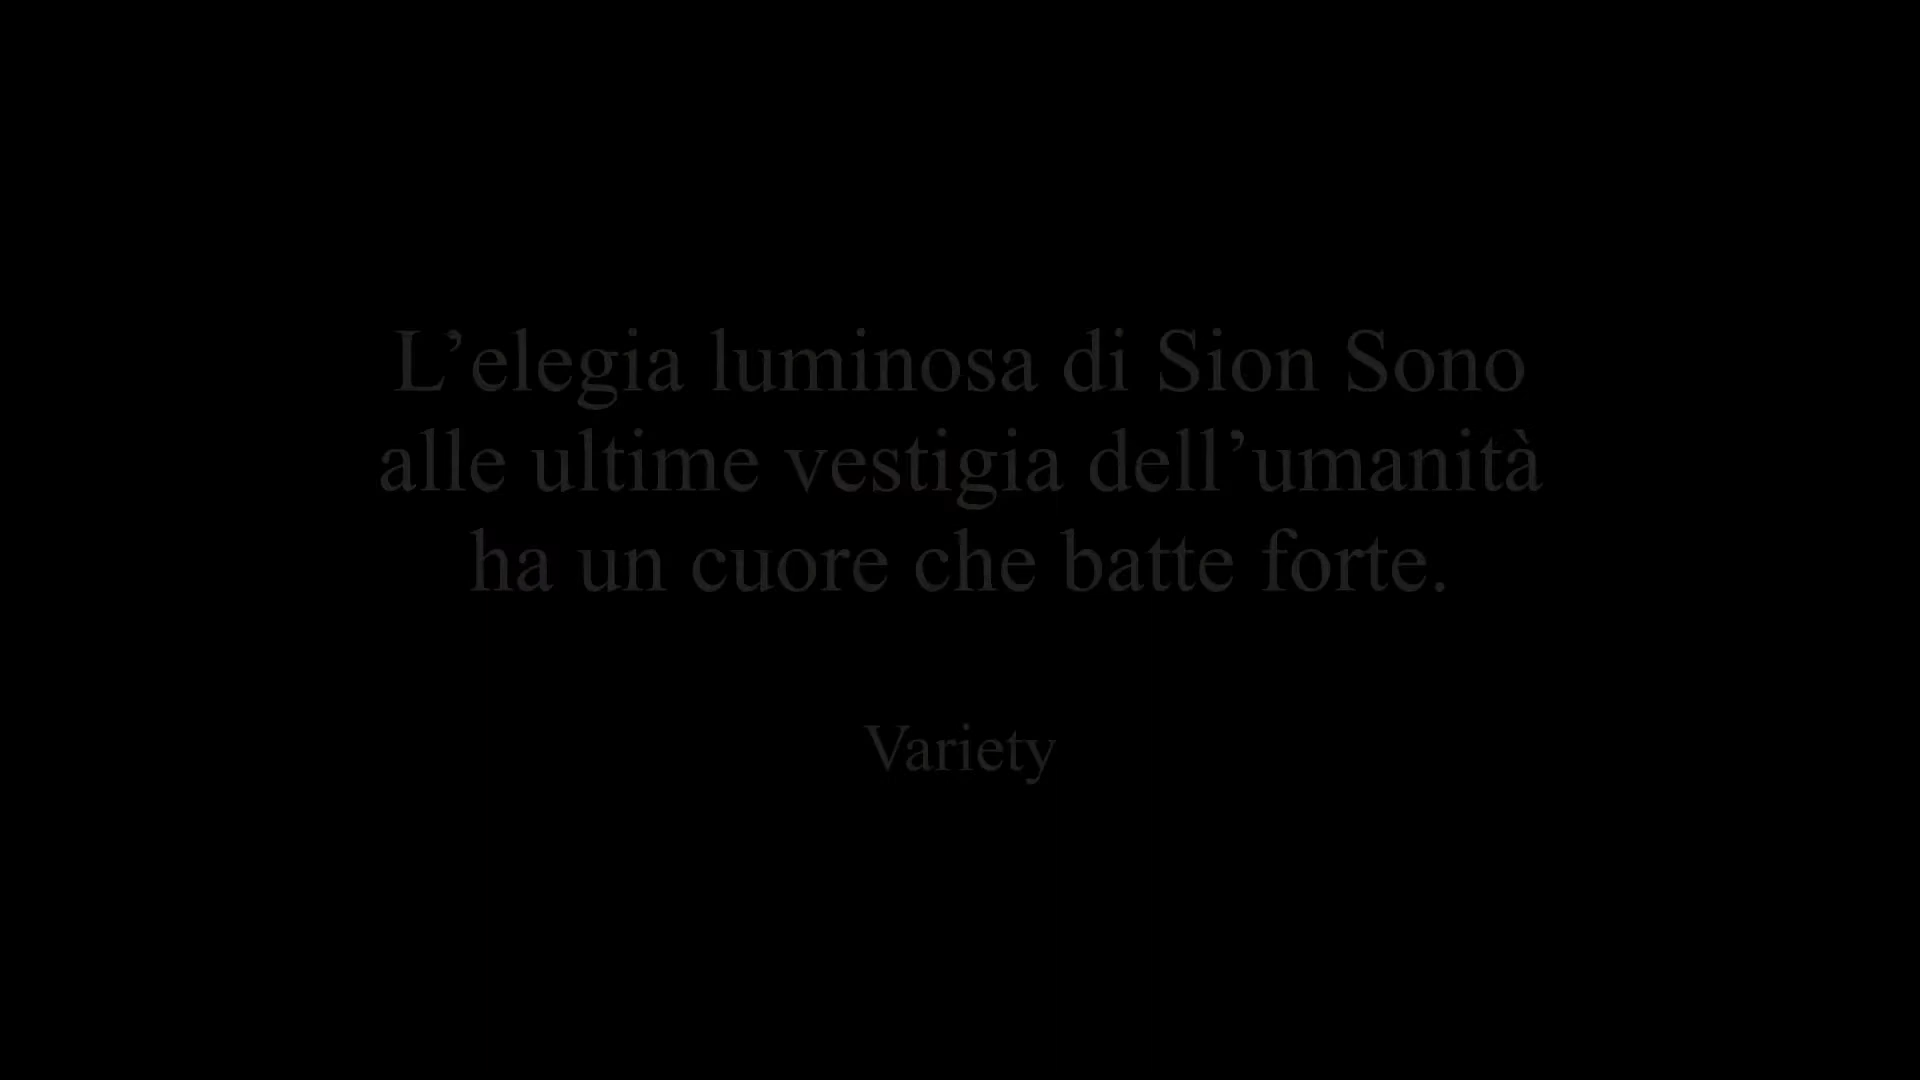 L’elegia luminosa di Sion Sono
alle ultime vestigia dell’umanità
ha un cuore che batte forte.
Variety